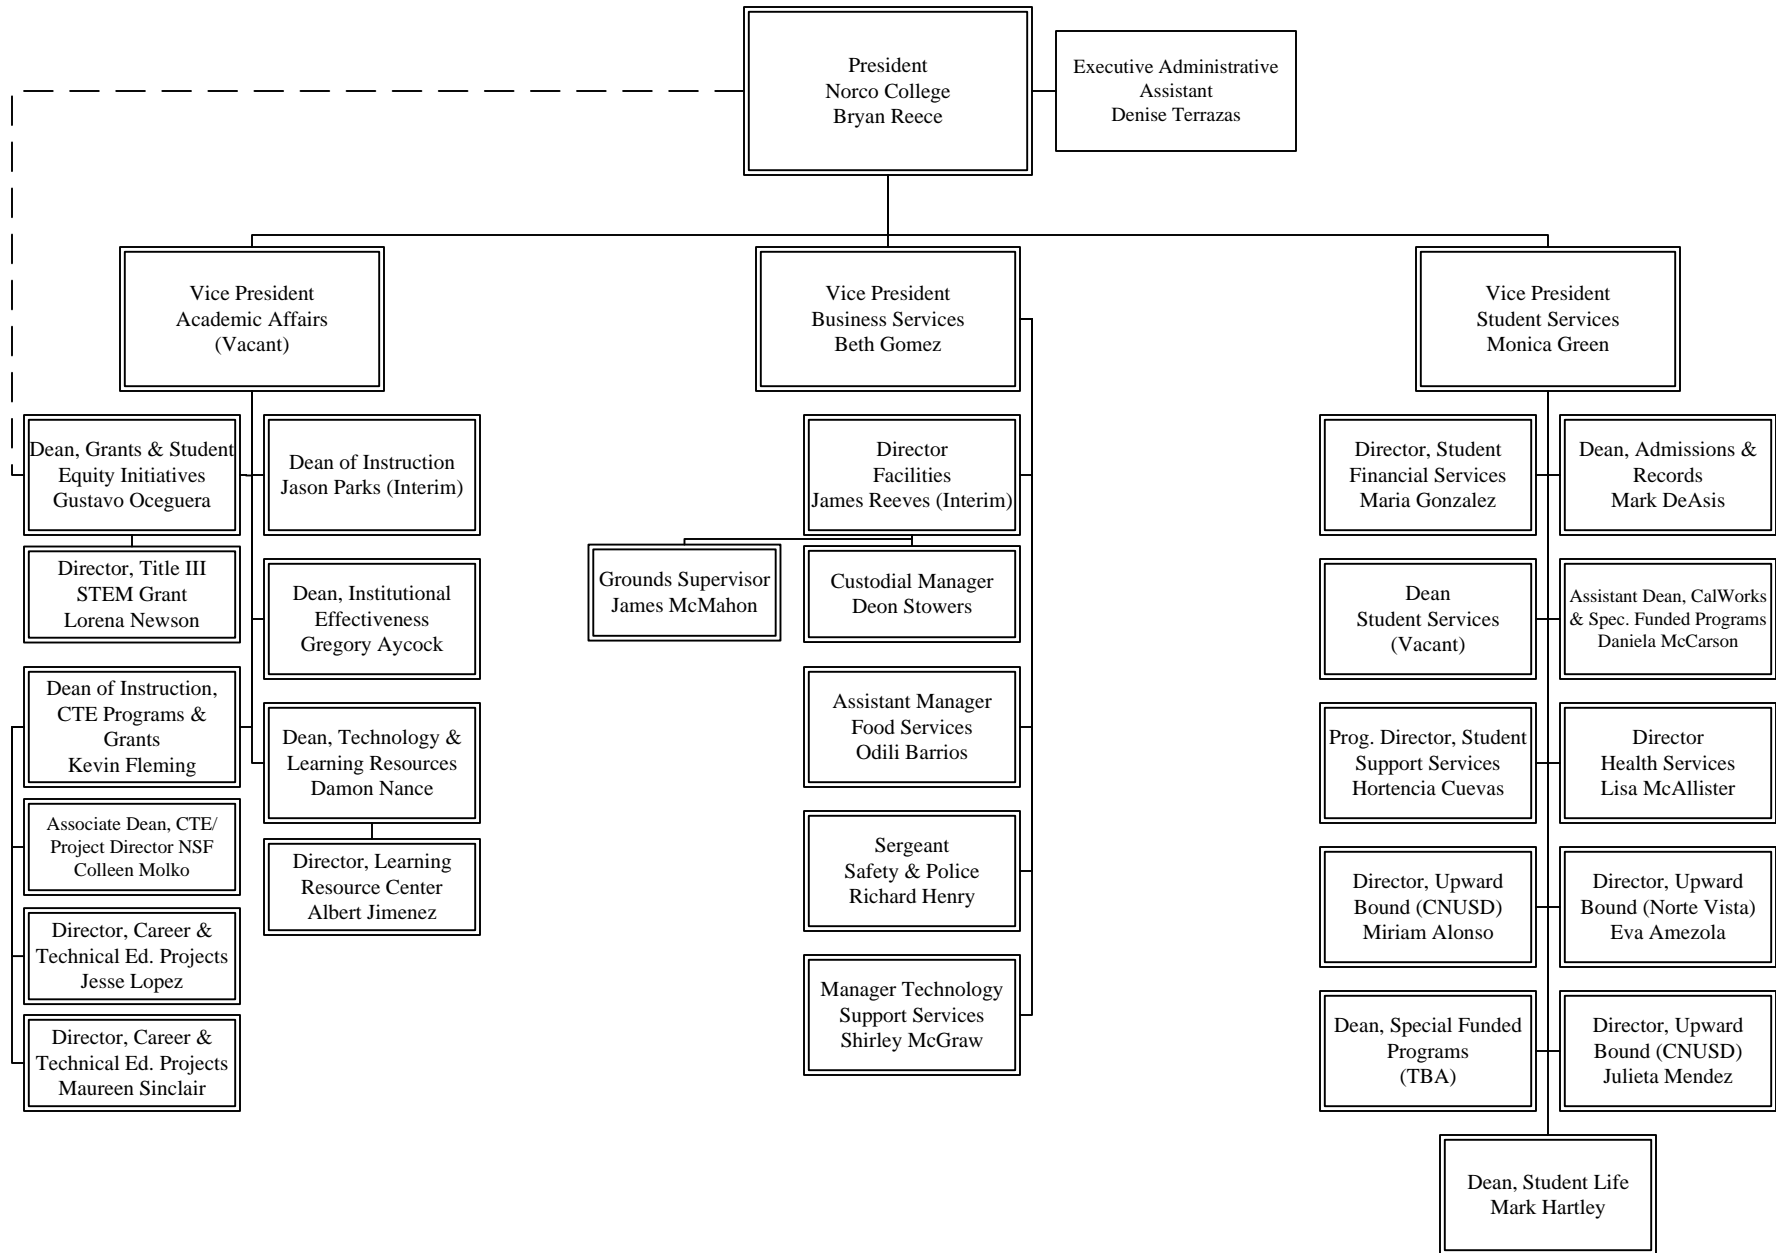 President
Norco College
Bryan Reece
Executive Administrative
Assistant
Denise Terrazas
Vice President
Academic Affairs
(Vacant)
Vice President
Business Services
Beth Gomez
Vice President
Student Services
Monica Green
Dean, Grants & Student
Equity Initiatives
Gustavo Oceguera
Dean of Instruction
Jason Parks (Interim)
Director, Title III
STEM Grant
Lorena Newson
Dean, Institutional
Effectiveness
Gregory Aycock
Dean of Instruction,
CTE Programs &
Grants
Kevin Fleming
Dean, Technology &
Learning Resources
Damon Nance
Associate Dean, CTE/
Project Director NSF
Colleen Molko
Director, Learning
Resource Center
Albert Jimenez
Director, Career &
Technical Ed. Projects
Jesse Lopez
Director, Career &
Technical Ed. Projects
Maureen Sinclair
Director
Facilities
James Reeves (Interim)
Grounds Supervisor
James McMahon
Custodial Manager
Deon Stowers
Assistant Manager
Food Services
Odili Barrios
Sergeant
Safety & Police
Richard Henry
Manager Technology
Support Services
Shirley McGraw
Director, Student
Financial Services
Maria Gonzalez
Dean, Admissions &
Records
Mark DeAsis
Dean
Student Services
(Vacant)
Assistant Dean, CalWorks
& Spec. Funded Programs
Daniela McCarson
Prog. Director, Student
Support Services
Hortencia Cuevas
Director
Health Services
Lisa McAllister
Director, Upward
Bound (CNUSD)
Miriam Alonso
Director, Upward
Bound (Norte Vista)
Eva Amezola
Dean, Special Funded
Programs
(TBA)
Director, Upward
Bound (CNUSD)
Julieta Mendez
Dean, Student Life
Mark Hartley